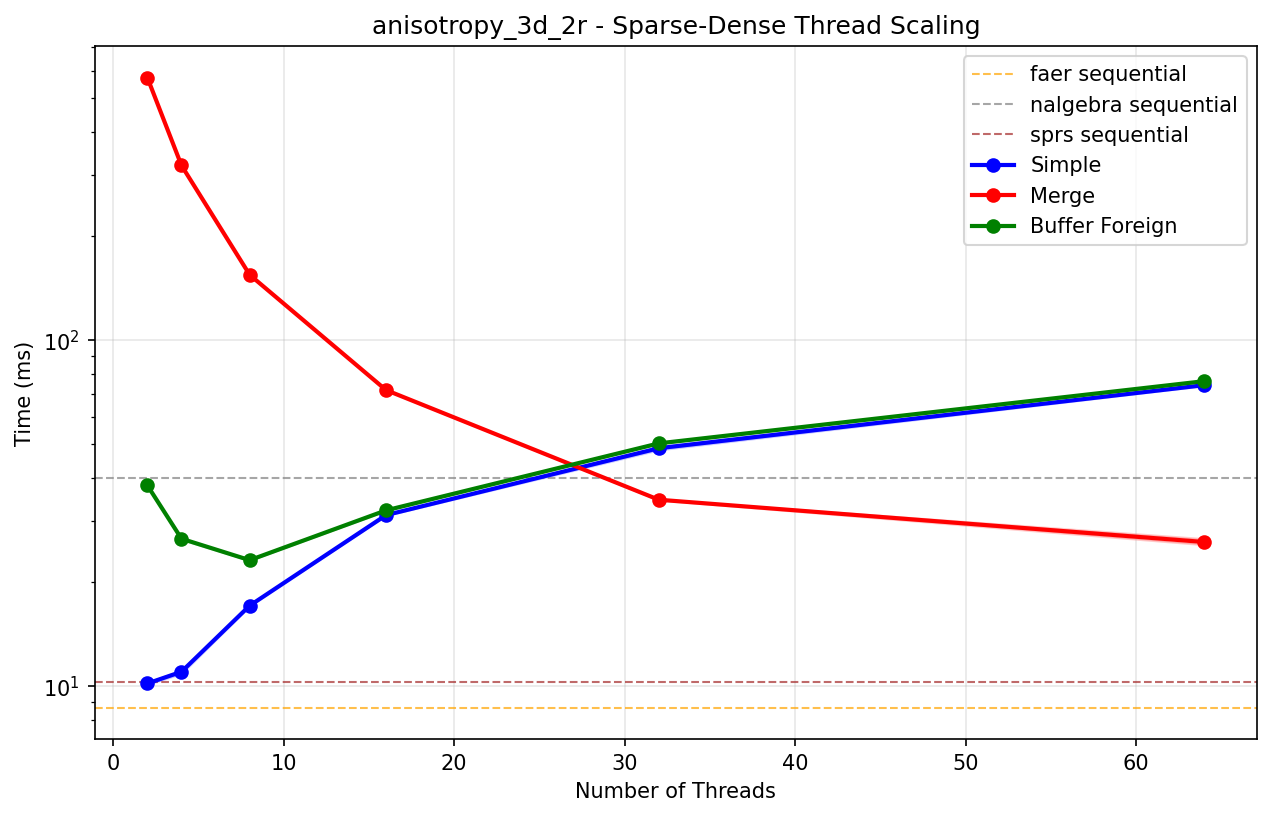 anisotropy_3d_2r - Sparse-Dense Thread Scaling
faer sequential
nalgebra sequential
sprs sequential
Simple
Merge
Buffer Foreign
Time (ms)
10²
10¹
0 10 20 30 40 50 60
Number of Threads